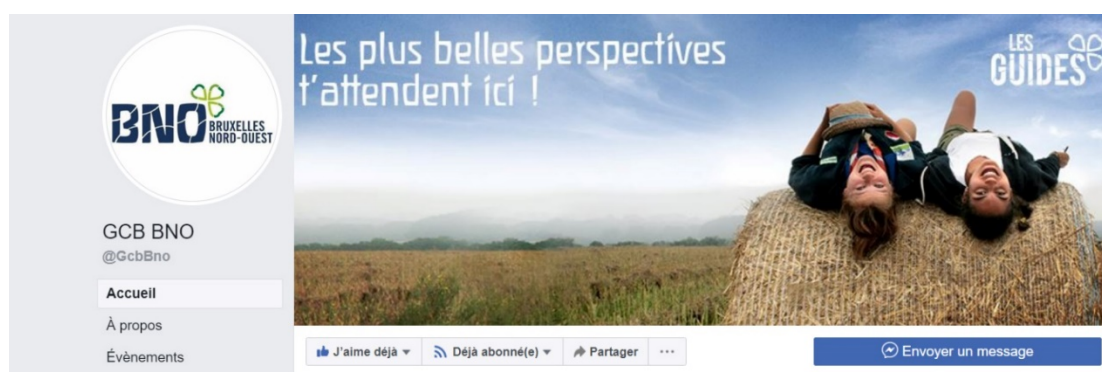 BNO
BRUXELLES
NORD-OUEST
GCB BNO
@GcbBno
Accueil
À propos
Évènements
Les plus belles perspectives
t'attendent ici !
LES
GUIDES
J'aime déjà
Déjà abonné(e)
Partager
Envoyer un message